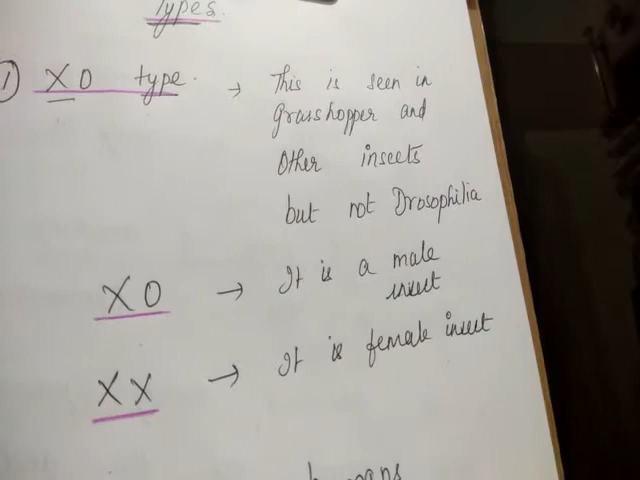 Types.
1) XO type. → This is seen in
Grasshopper and
Other insects
but not Drosophilia
XO → It is a male
insect
XX → It is female insect
humans